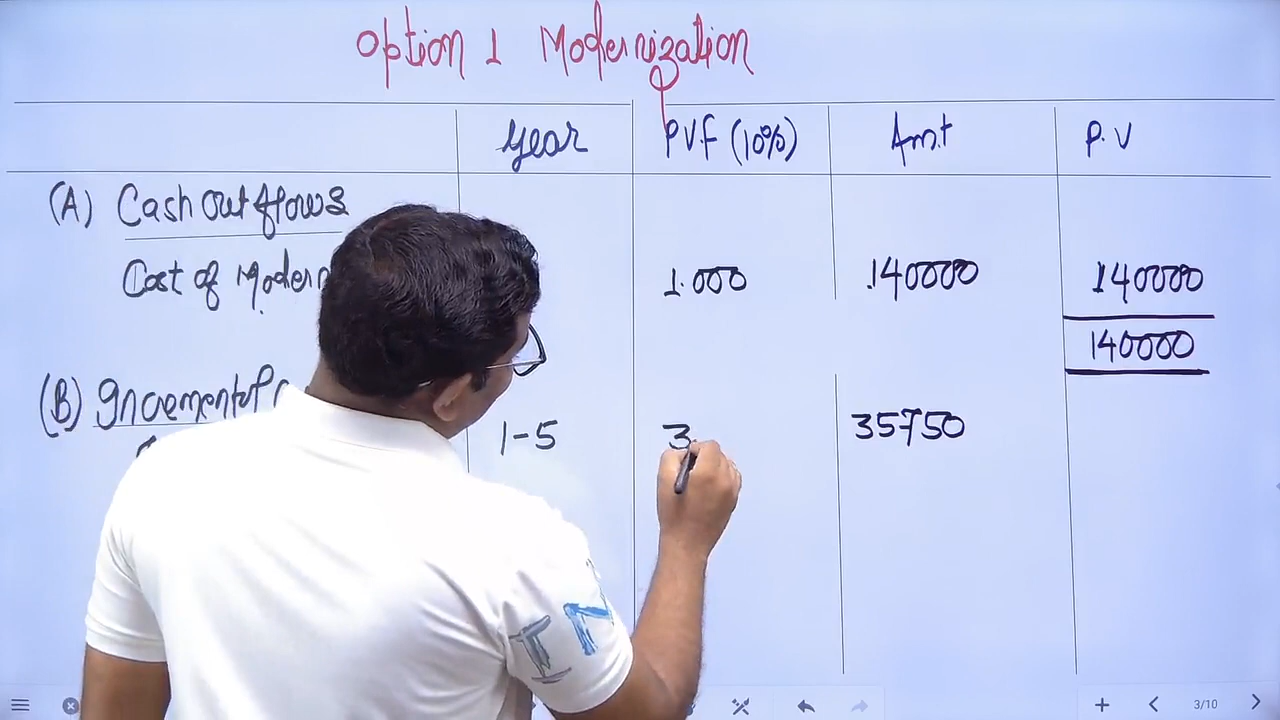 Option 1 Modernization
Year PVF (10%) Amt P.V
(A) Cash Outflows
Cost of 1.000 140000 140000
140000
(B) Incremental
1-5 3 35750
IN
3/10